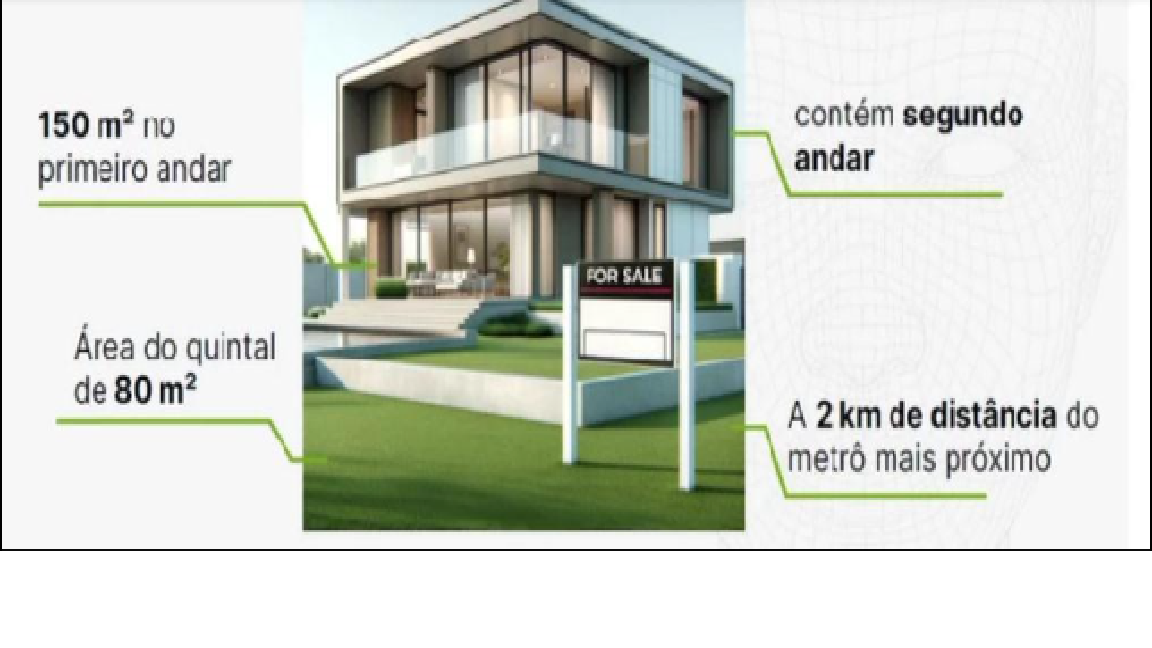 150 m² no
primeiro andar
contém segundo
andar
FOR SALE
Área do quintal
de 80 m²
A 2 km de distância do
metrô mais próximo